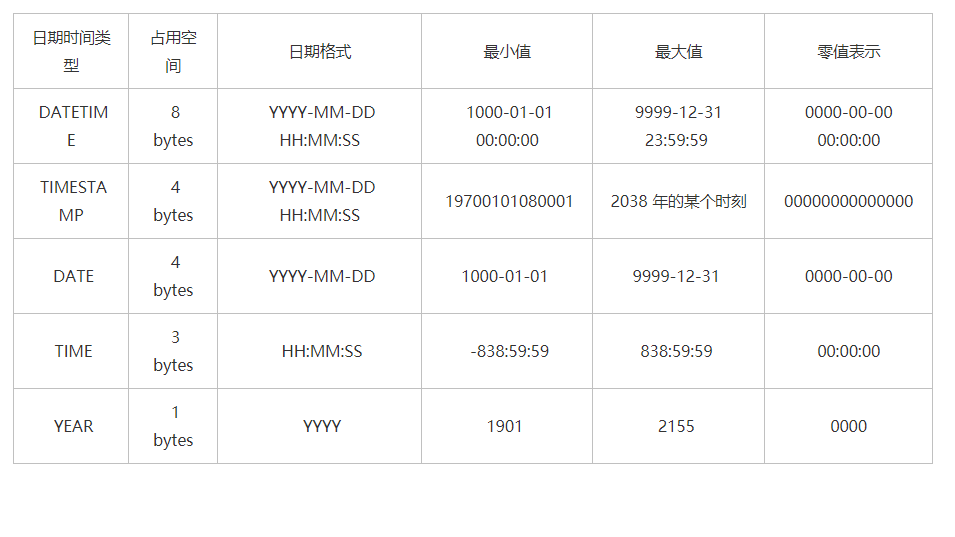 日期时间类
型
占用空
间
日期格式
最小值
最大值
零值表示
DATETIM
E
8
bytes
YYYY-MM-DD
HH:MM:SS
1000-01-01
00:00:00
9999-12-31
23:59:59
0000-00-00
00:00:00
TIMESTA
MP
4
bytes
YYYY-MM-DD
HH:MM:SS
19700101080001
2038 年的某个时刻
00000000000000
DATE
4
bytes
YYYY-MM-DD
1000-01-01
9999-12-31
0000-00-00
TIME
3
bytes
HH:MM:SS
-838:59:59
838:59:59
00:00:00
YEAR
1
bytes
YYYY
1901
2155
0000